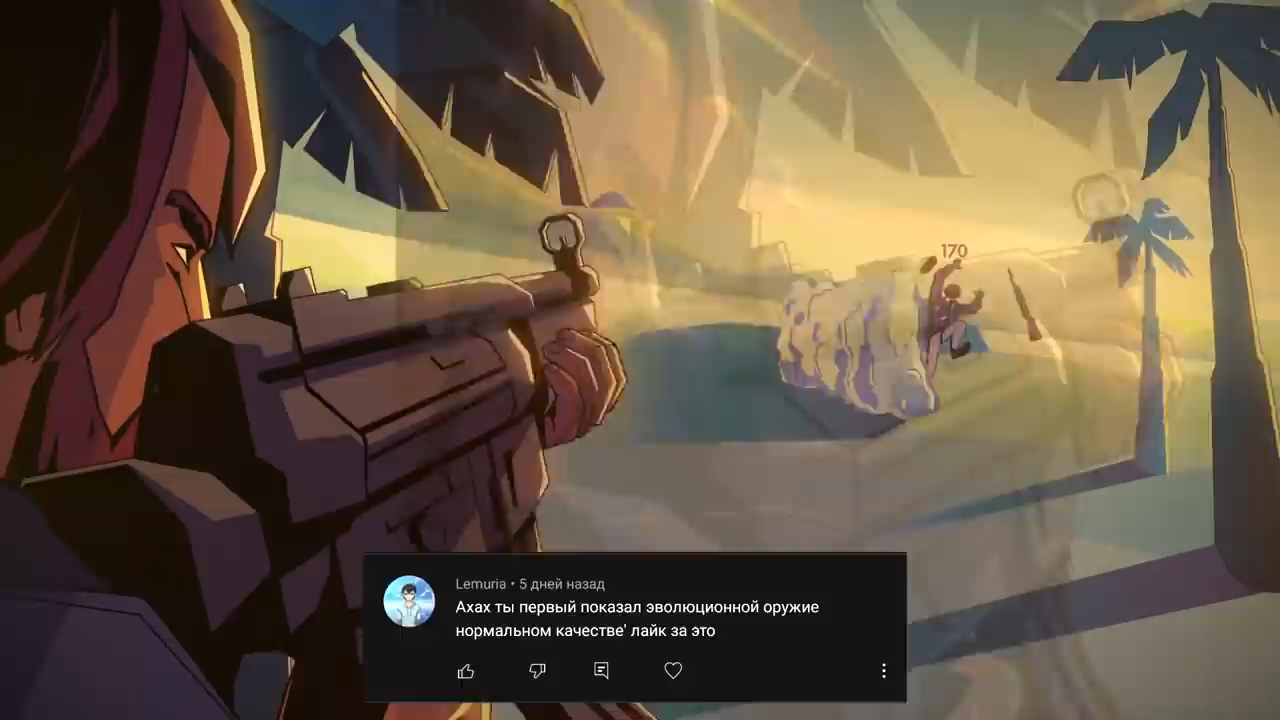 170
Lemuria • 5 дней назад
Ахах ты первый показал эволюционной оружие
нормальном качестве' лайк за это